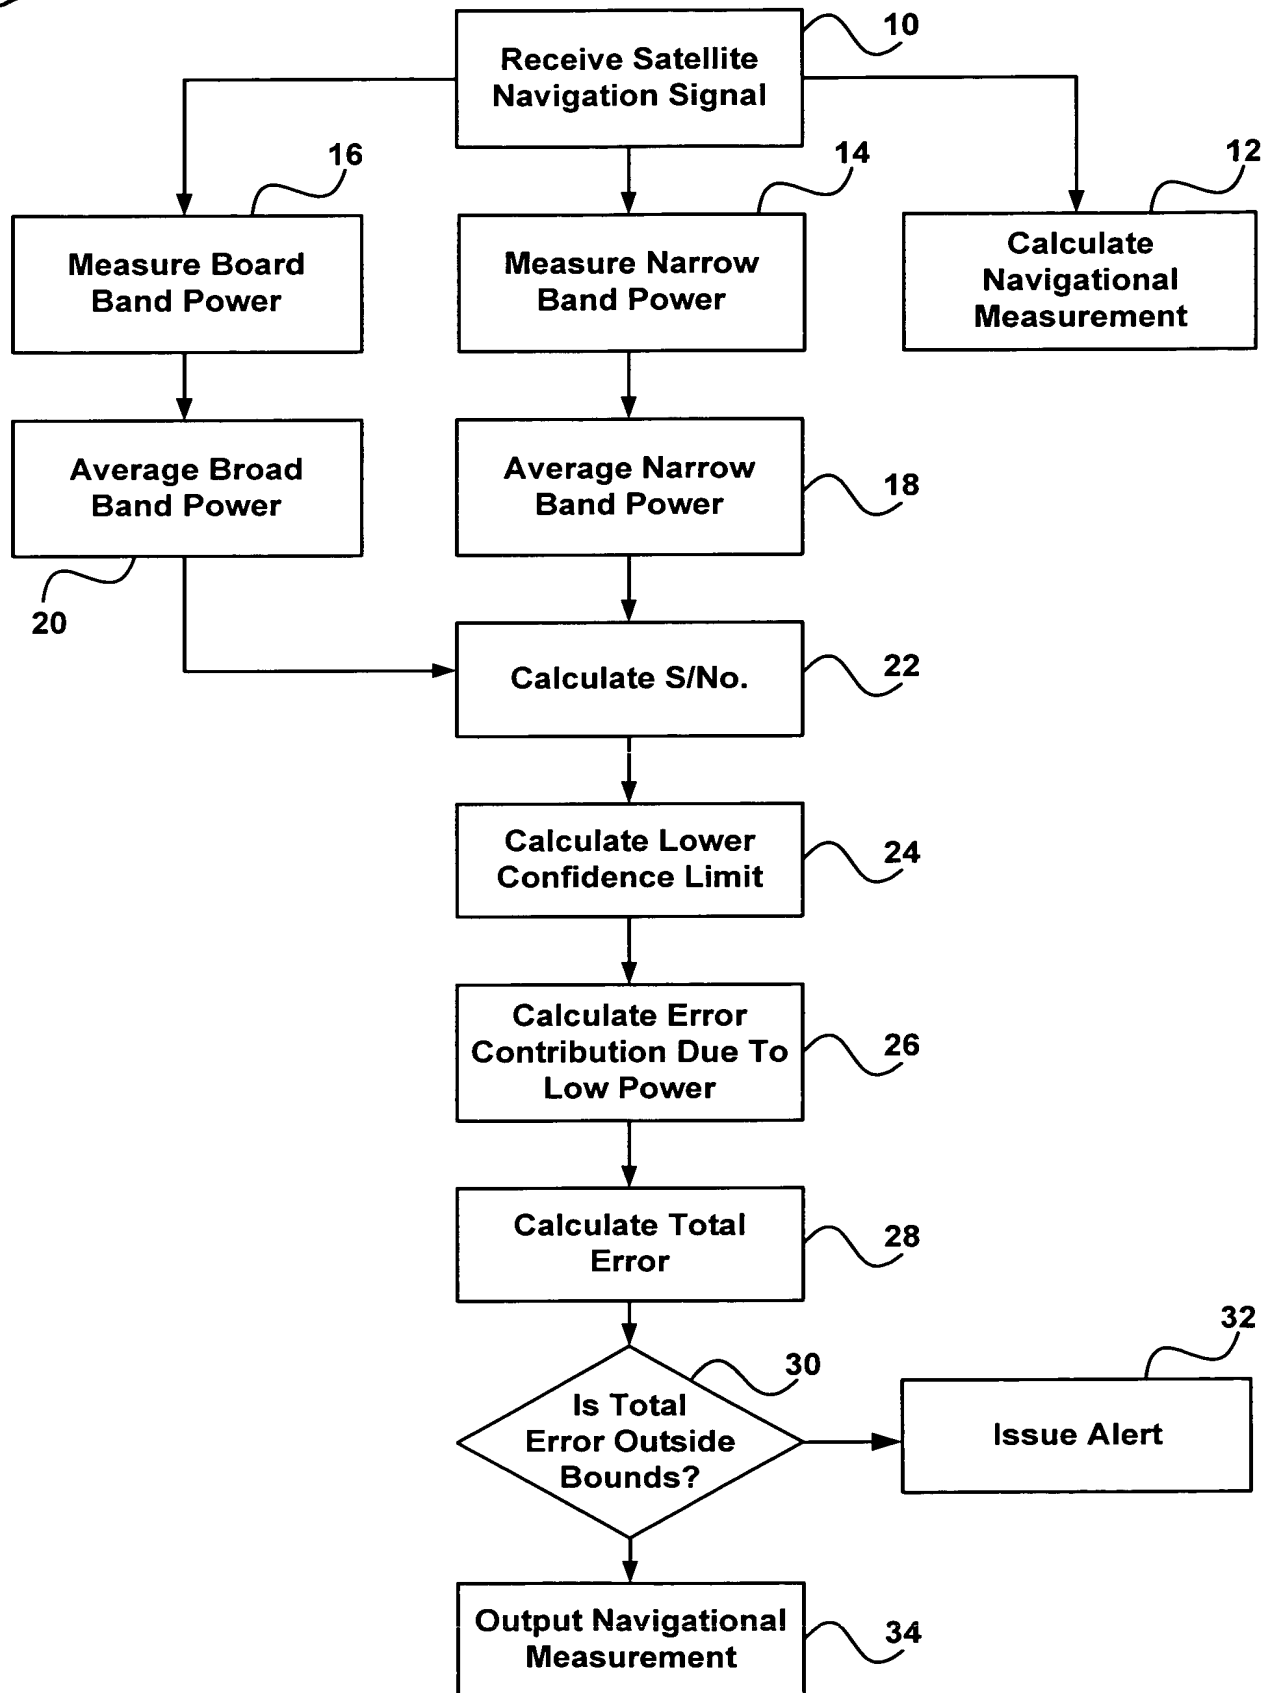 10
Receive Satellite
Navigation Signal
16
14
12
Measure Board
Band Power
Measure Narrow
Band Power
Calculate
Navigational
Measurement
Average Broad
Band Power
Average Narrow
Band Power
18
20
Calculate S/No.
22
Calculate Lower
Confidence Limit
24
Calculate Error
Contribution Due To
Low Power
26
Calculate Total
Error
28
32
30
Is Total
Error Outside
Bounds?
Issue Alert
Output Navigational
Measurement
34